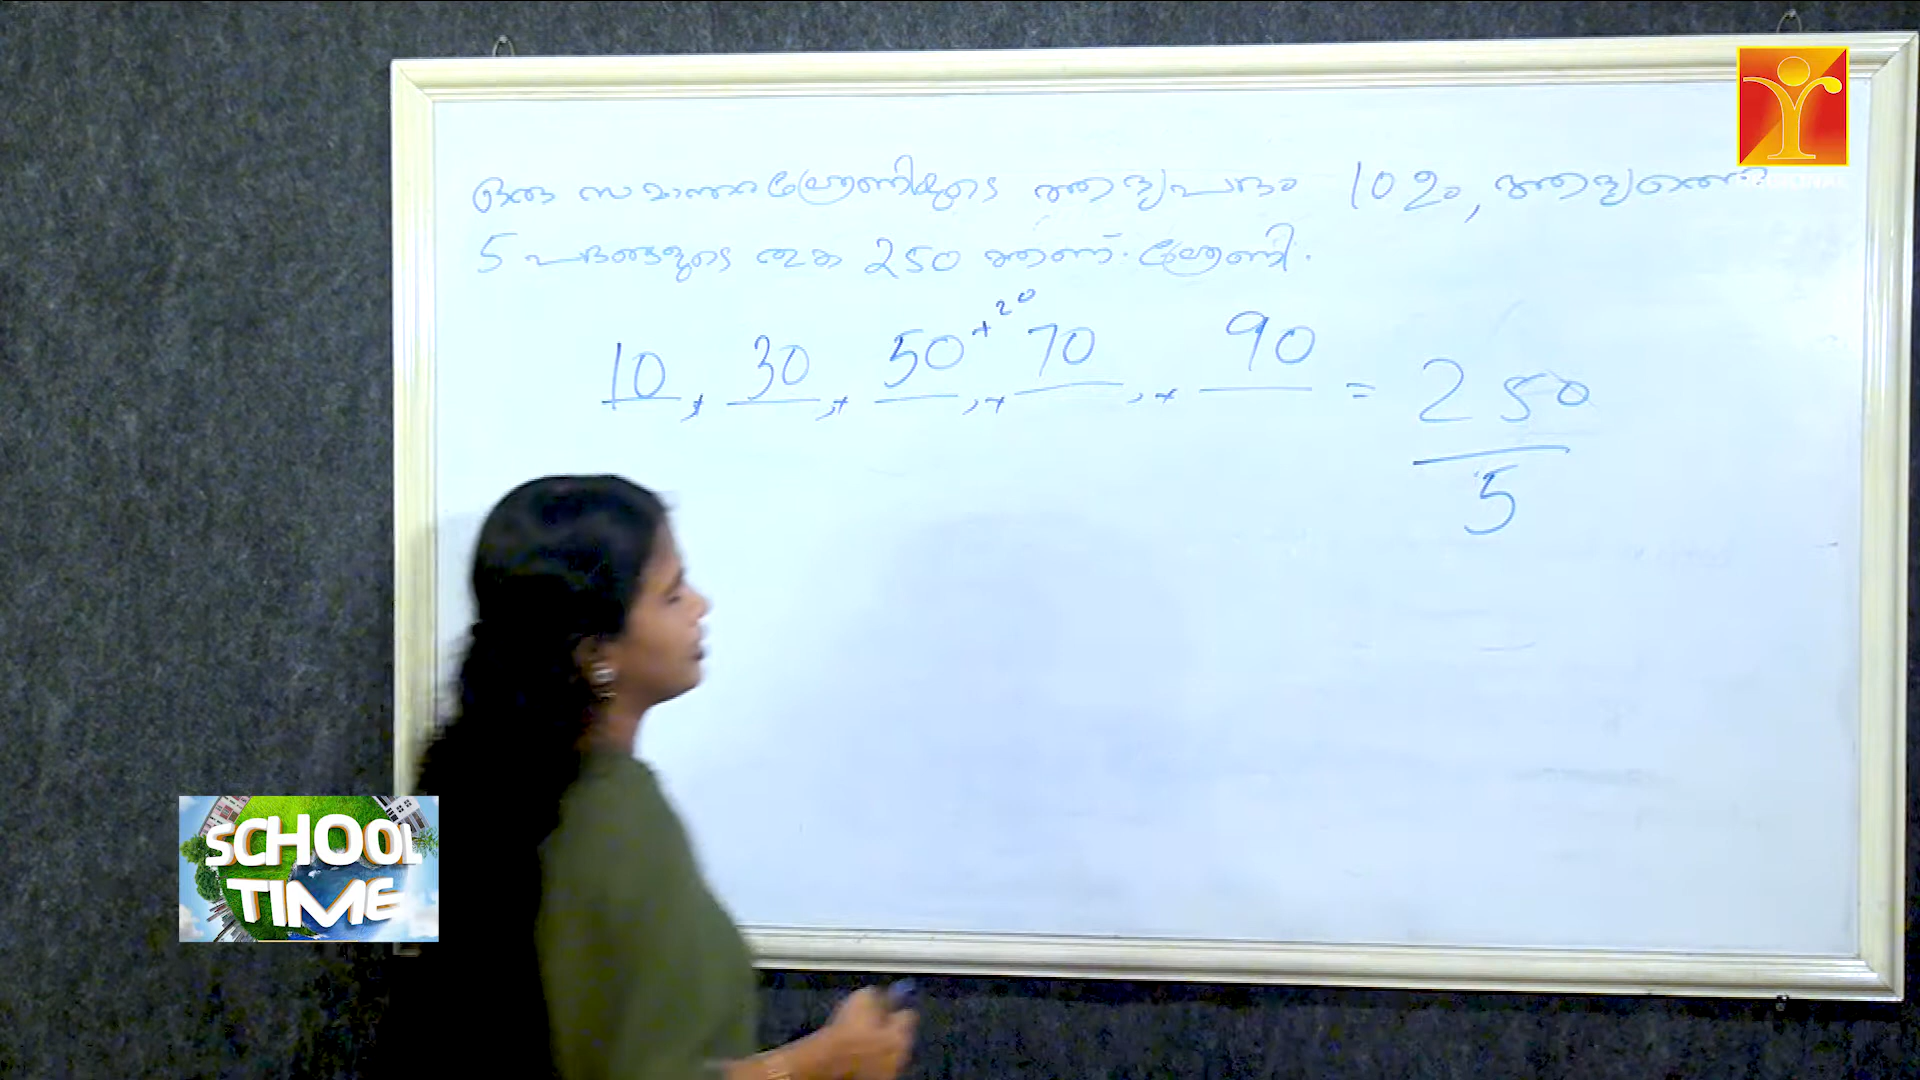 ഒരു സമാന്തരശ്രേണിയുടെ ആദ്യപദം 10 ഉം, ആദ്യത്തെ
5 പദങ്ങളുടെ തുക 250 ആണ്. ശ്രേണി.
+20
10, 30, + 50, + 70, + 90 = 250
5
SCHOOL
TIME